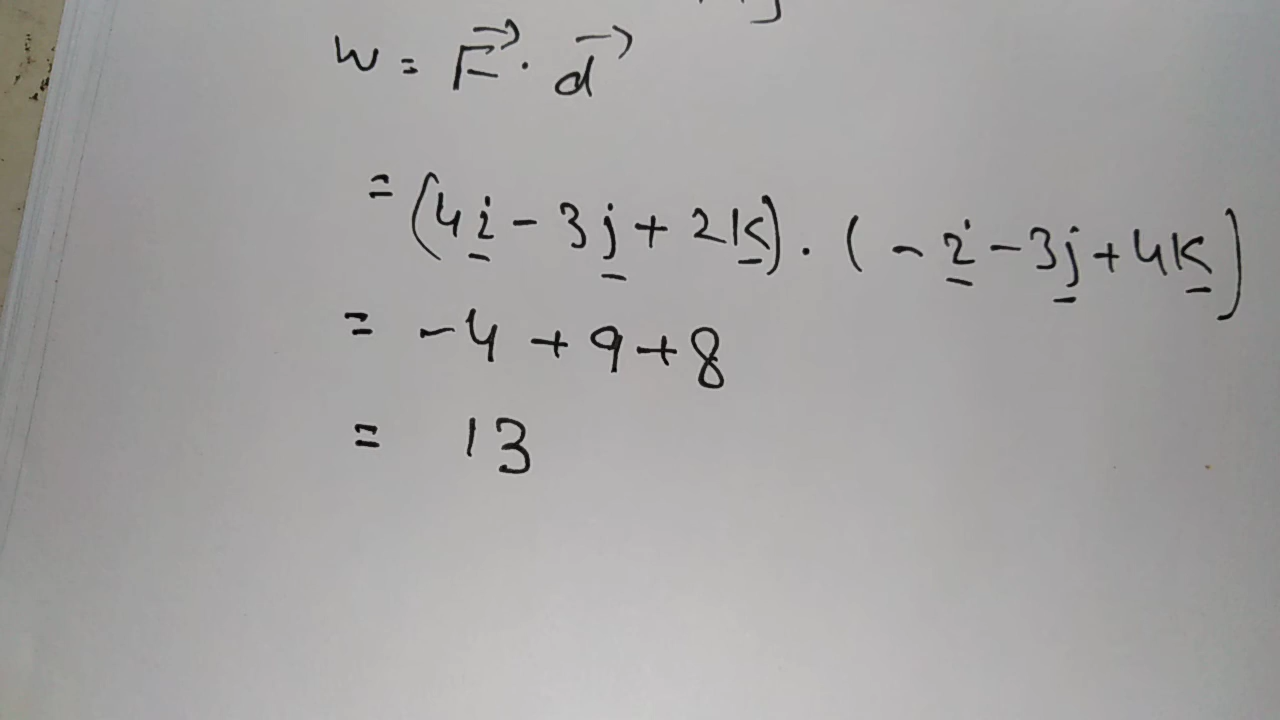 W = F⃗ · d⃗
= (4i - 3j + 2k) · (-i - 3j + 4k)
= -4 + 9 + 8
= 13